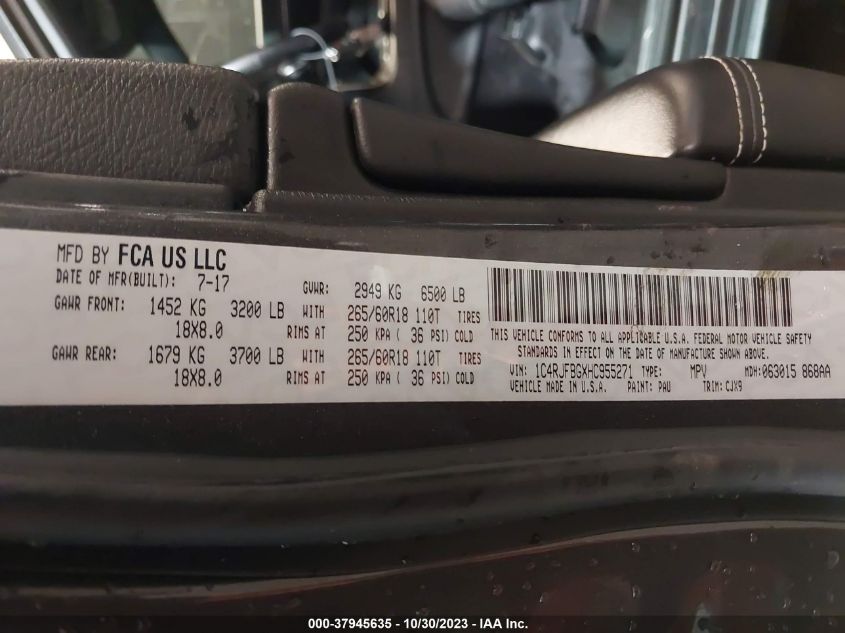 MFD BY FCA US LLC
DATE OF MFR(BUILT): 7-17 GVWR: 2949 KG 6500 LB
GAWR FRONT: 1452 KG 3200 LB WITH 265/60R18 110T TIRES
18X8.0 RIMS AT 250 KPA ( 36 PSI) COLD
GAWR REAR: 1679 KG 3700 LB WITH 265/60R18 110T TIRES
18X8.0 RIMS AT 250 KPA ( 36 PSI) COLD
THIS VEHICLE CONFORMS TO ALL APPLICABLE U.S.A. FEDERAL MOTOR VEHICLE SAFETY
STANDARDS IN EFFECT ON THE DATE OF MANUFACTURE SHOWN ABOVE.
VIN: 1C4RJFBGXHC955271 TYPE: MPV MDH: 063015 868AA
VEHICLE MADE IN U.S.A. PAINT: PAU TRIM: CJX9
000-37945635 - 10/30/2023 - IAA Inc.